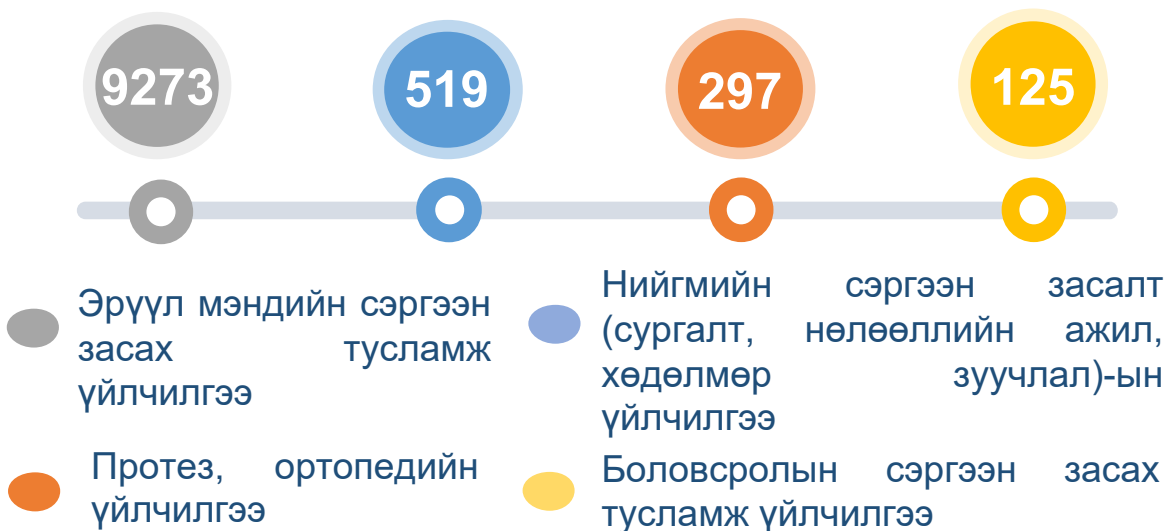 9273
519
297
125
Эрүүл мэндийн сэргээн
засах тусламж
үйлчилгээ
Нийгмийн сэргээн засалт
(сургалт, нөлөөллийн ажил,
хөдөлмөр зуучлал)-ын
үйлчилгээ
Протез, ортопедийн
үйлчилгээ
Боловсролын сэргээн засах
тусламж үйлчилгээ